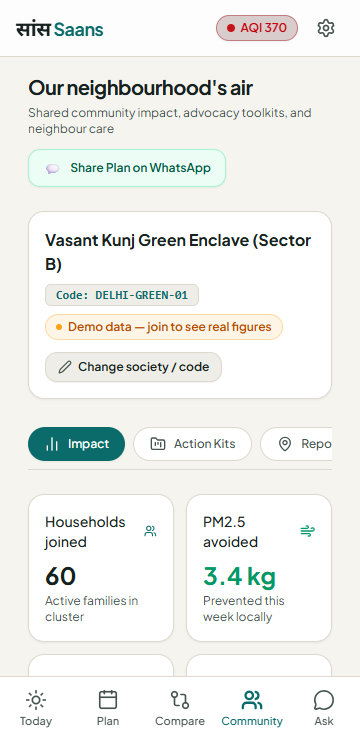 सांस Saans
AQI 370
Our neighbourhood's air
Shared community impact, advocacy toolkits, and
neighbour care
Share Plan on WhatsApp
Vasant Kunj Green Enclave (Sector
B)
Code: DELHI-GREEN-01
Demo data — join to see real figures
Change society / code
Impact
Action Kits
Repo
Households
joined
60
Active families in
cluster
PM2.5
avoided
3.4 kg
Prevented this
week locally
Today
Plan
Compare
Community
Ask